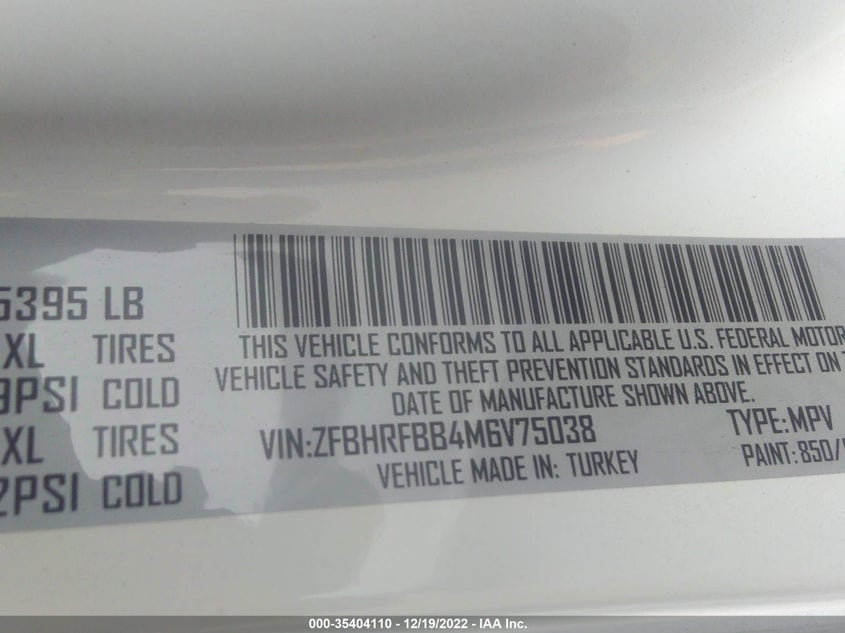 5395 LB
XL TIRES
PSI COLD
XL TIRES
2PSI COLD
THIS VEHICLE CONFORMS TO ALL APPLICABLE U.S. FEDERAL MOTOR
VEHICLE SAFETY AND THEFT PREVENTION STANDARDS IN EFFECT ON
DATE OF MANUFACTURE SHOWN ABOVE.
VIN:ZFBHRFBB4M6V75038 TYPE:MPV
VEHICLE MADE IN: TURKEY PAINT: 850/
000-35404110 - 12/19/2022 - IAA Inc.